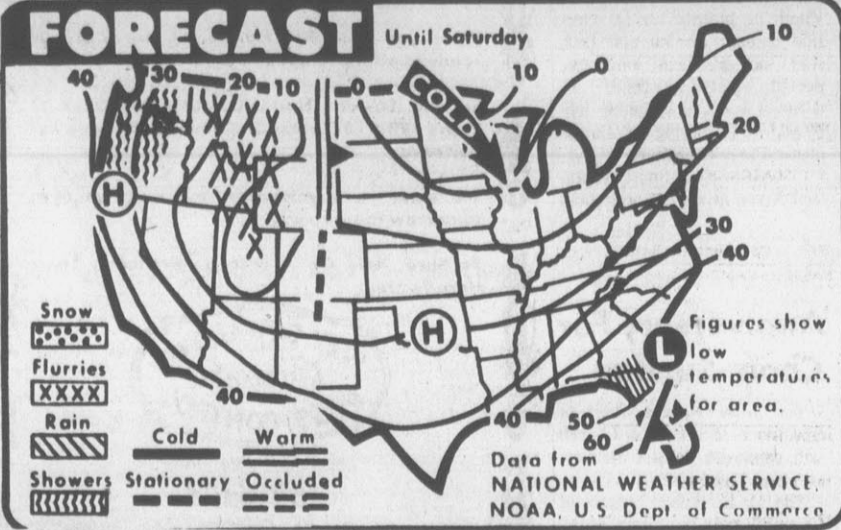 FORECAST Until Saturday
40 30 20 10 0 10 0 10
COLD
20
H
30
40
H
L
Snow
Flurries
XXXX
Rain
Showers
Figures show
low
temperatures
for area.
40
40
50
60
Cold Warm
Stationary Occluded
Data from
NATIONAL WEATHER SERVICE,
NOAA, U.S. Dept. of Commerce